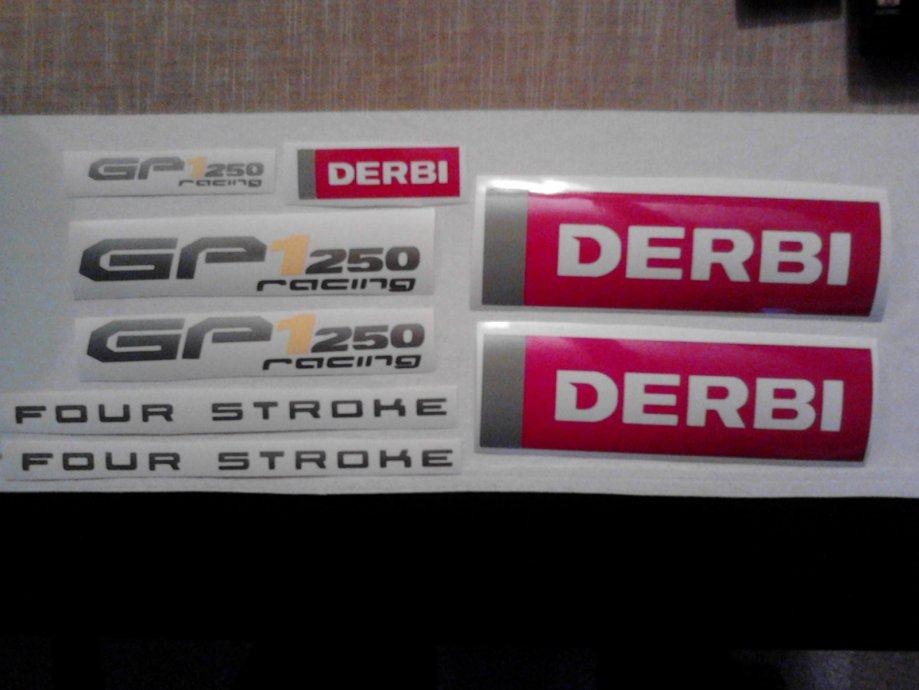 GP1250
racing
DERBI
GP1250
racing
DERBI
GP1250
racing
DERBI
FOUR STROKE
FOUR STROKE